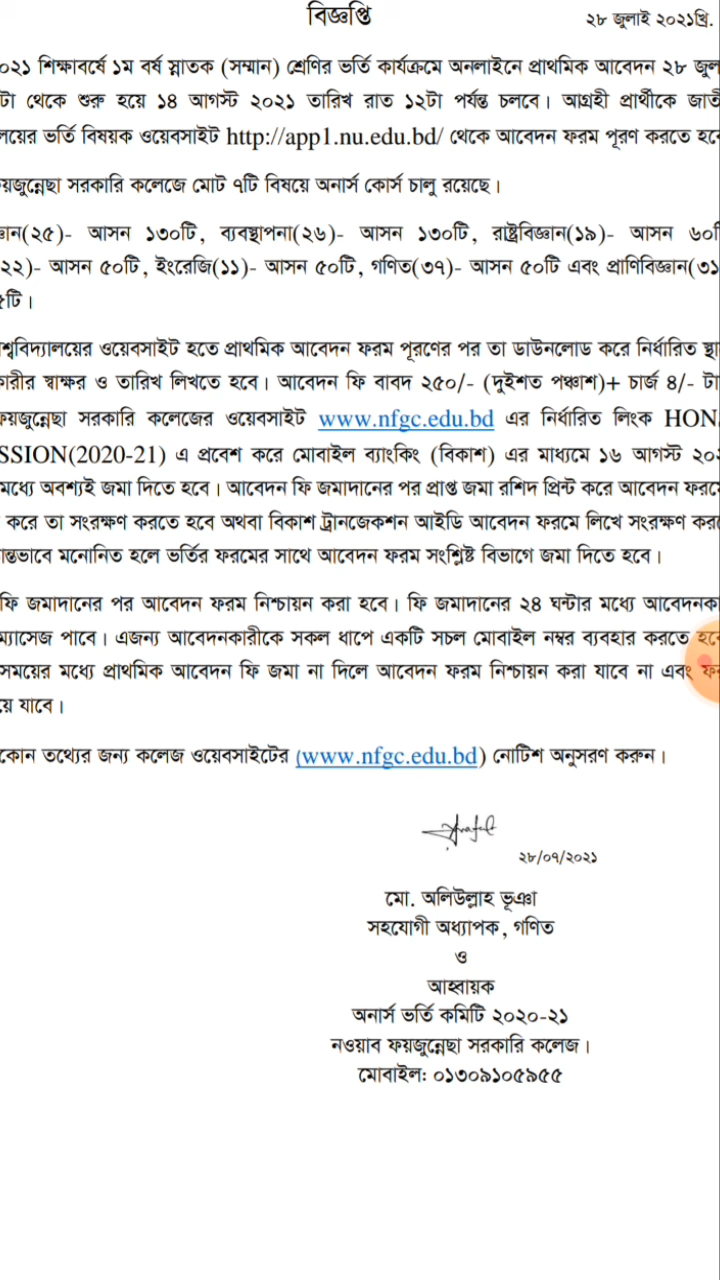 বিজ্ঞপ্তি
২৮ জুলাই ২০২১খ্রি.
০২১ শিক্ষাবর্ষে ১ম বর্ষ স্নাতক (সম্মান) শ্রেণির ভর্তি কার্যক্রমে অনলাইনে প্রাথমিক আবেদন ২৮ জুল
টা থেকে শুরু হয়ে ১৪ আগস্ট ২০২১ তারিখ রাত ১২টা পর্যন্ত চলবে। আগ্রহী প্রার্থীকে জাতী
লয়ের ভর্তি বিষয়ক ওয়েবসাইট http://app1.nu.edu.bd/ থেকে আবেদন ফরম পূরণ করতে হবে
য়জুন্নেছা সরকারি কলেজে মোট ৭টি বিষয়ে অনার্স কোর্স চালু রয়েছে।
জ্ঞান(২৫)- আসন ১৩০টি, ব্যবস্থাপনা(২৬)- আসন ১৩০টি, রাষ্ট্রবিজ্ঞান(১৯)- আসন ৬০টি
২২)- আসন ৫০টি, ইংরেজি(১১)- আসন ৫০টি, গণিত(৩৭)- আসন ৫০টি এবং প্রাণিবিজ্ঞান(৩১
৫টি।
শ্ববিদ্যালয়ের ওয়েবসাইট হতে প্রাথমিক আবেদন ফরম পূরণের পর তা ডাউনলোড করে নির্ধারিত স্থা
কারীর স্বাক্ষর ও তারিখ লিখতে হবে। আবেদন ফি বাবদ ২৫০/- (দুইশত পঞ্চাশ)+ চার্জ ৪/- টা
ফয়জুন্নেছা সরকারি কলেজের ওয়েবসাইট www.nfgc.edu.bd এর নির্ধারিত লিংক HON
SSION(2020-21) এ প্রবেশ করে মোবাইল ব্যাংকিং (বিকাশ) এর মাধ্যমে ১৬ আগস্ট ২০২
মধ্যে অবশ্যই জমা দিতে হবে। আবেদন ফি জমাদানের পর প্রাপ্ত জমা রশিদ প্রিন্ট করে আবেদন ফরমে
করে তা সংরক্ষণ করতে হবে অথবা বিকাশ ট্রানজেকশন আইডি আবেদন ফরমে লিখে সংরক্ষণ কর
ান্তভাবে মনোনিত হলে ভর্তির ফরমের সাথে আবেদন ফরম সংশ্লিষ্ট বিভাগে জমা দিতে হবে।
ফি জমাদানের পর আবেদন ফরম নিশ্চায়ন করা হবে। ফি জমাদানের ২৪ ঘন্টার মধ্যে আবেদনকা
ম্যাসেজ পাবে। এজন্য আবেদনকারীকে সকল ধাপে একটি সচল মোবাইল নম্বর ব্যবহার করতে হবে
সময়ের মধ্যে প্রাথমিক আবেদন ফি জমা না দিলে আবেদন ফরম নিশ্চায়ন করা যাবে না এবং ফর
য়ে যাবে।
কোন তথ্যের জন্য কলেজ ওয়েবসাইটের (www.nfgc.edu.bd) নোটিশ অনুসরণ করুন।
২৮/০৭/২০২১
মো. অলিউল্লাহ ভূঞা
সহযোগী অধ্যাপক, গণিত
ও
আহ্বায়ক
অনার্স ভর্তি কমিটি ২০২০-২১
নওয়াব ফয়জুন্নেছা সরকারি কলেজ।
মোবাইল: ০১৩০৯১০৫৯৫৫